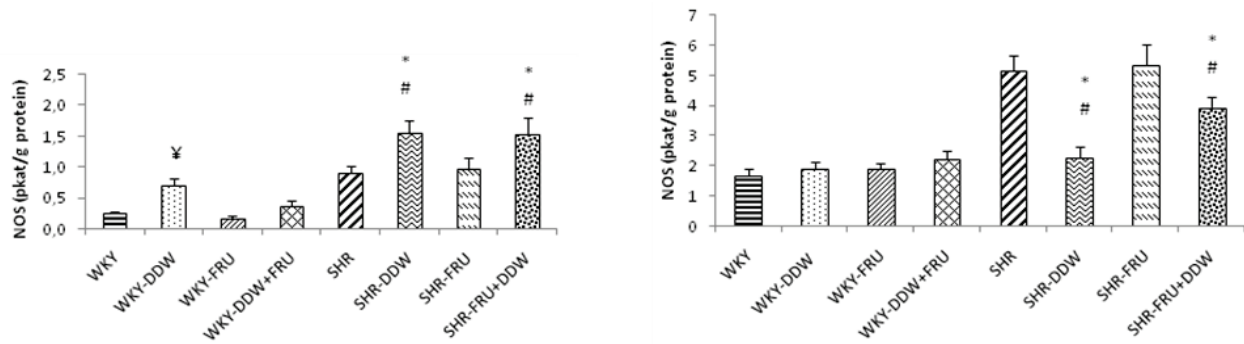 NOS (pkat/g protein)
2,5
2,0
1,5
1,0
0,5
0,0
*
#
*
#
¥
WKY
WKY-DDW
WKY-FRU
WKY-DDW+FRU
SHR
SHR-DDW
SHR-FRU
SHR-FRU+DDW
NOS (pkat/g protein)
7
6
5
4
3
2
1
0
*
#
*
#
WKY
WKY-DDW
WKY-FRU
WKY-DDW+FRU
SHR
SHR-DDW
SHR-FRU
SHR-FRU+DDW